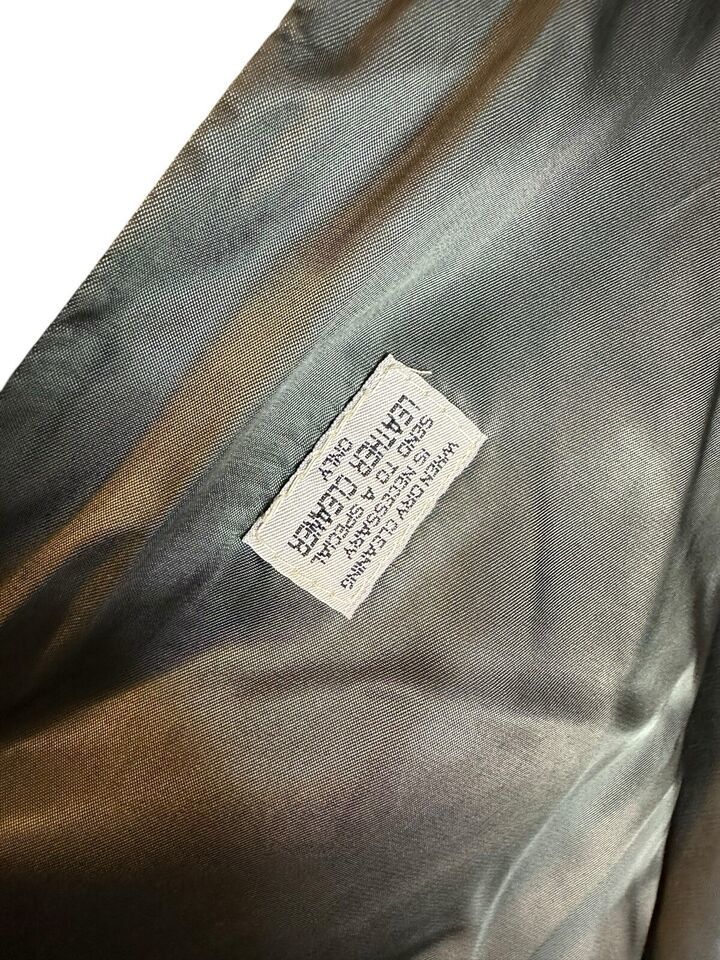 WHEN DRY CLEANING
IS NECESSARY
SEND TO A SPECIAL
LEATHER CLEANER
ONLY